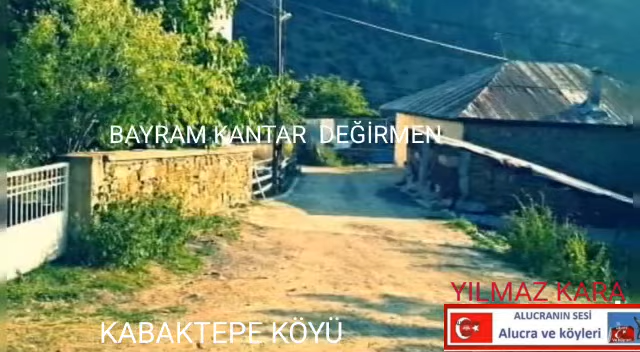 BAYRAM KANTAR DEĞİRMEN
YILMAZ KARA
ALUCRANIN SESİ
Alucra ve köyleri
KABAKTEPE KÖYÜ